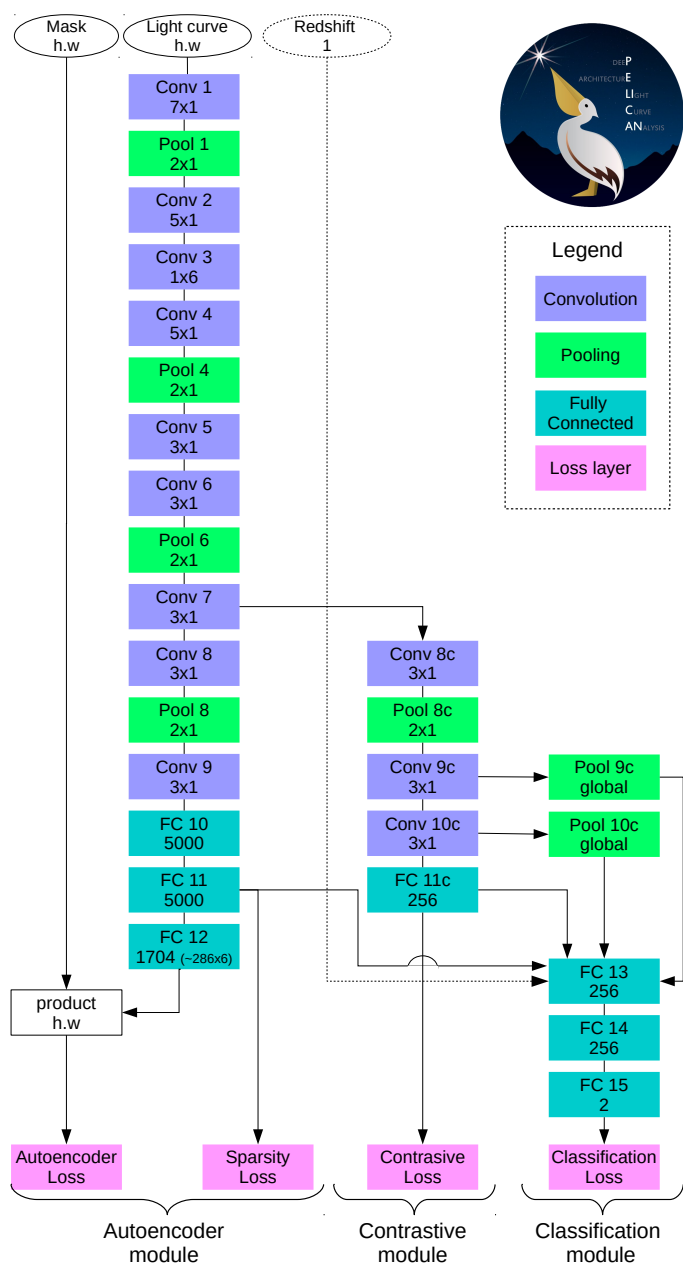 Mask
h.w
Light curve
h.w
Redshift
1
DEEP
ARCHITECTURE
LIGHT
CURVE
ANALYSIS
Legend
Convolution
Pooling
Fully
Connected
Loss layer
Conv 1
7x1
Pool 1
2x1
Conv 2
5x1
Conv 3
1x6
Conv 4
5x1
Pool 4
2x1
Conv 5
3x1
Conv 6
3x1
Pool 6
2x1
Conv 7
3x1
Conv 8
3x1
Pool 8
2x1
Conv 9
3x1
FC 10
5000
FC 11
5000
FC 12
1704 (~286x6)
product
h.w
Conv 8c
3x1
Pool 8c
2x1
Conv 9c
3x1
Conv 10c
3x1
FC 11c
256
Pool 9c
global
Pool 10c
global
FC 13
256
FC 14
256
FC 15
2
Autoencoder
Loss
Sparsity
Loss
Contrasive
Loss
Classification
Loss
Autoencoder
module
Contrastive
module
Classification
module